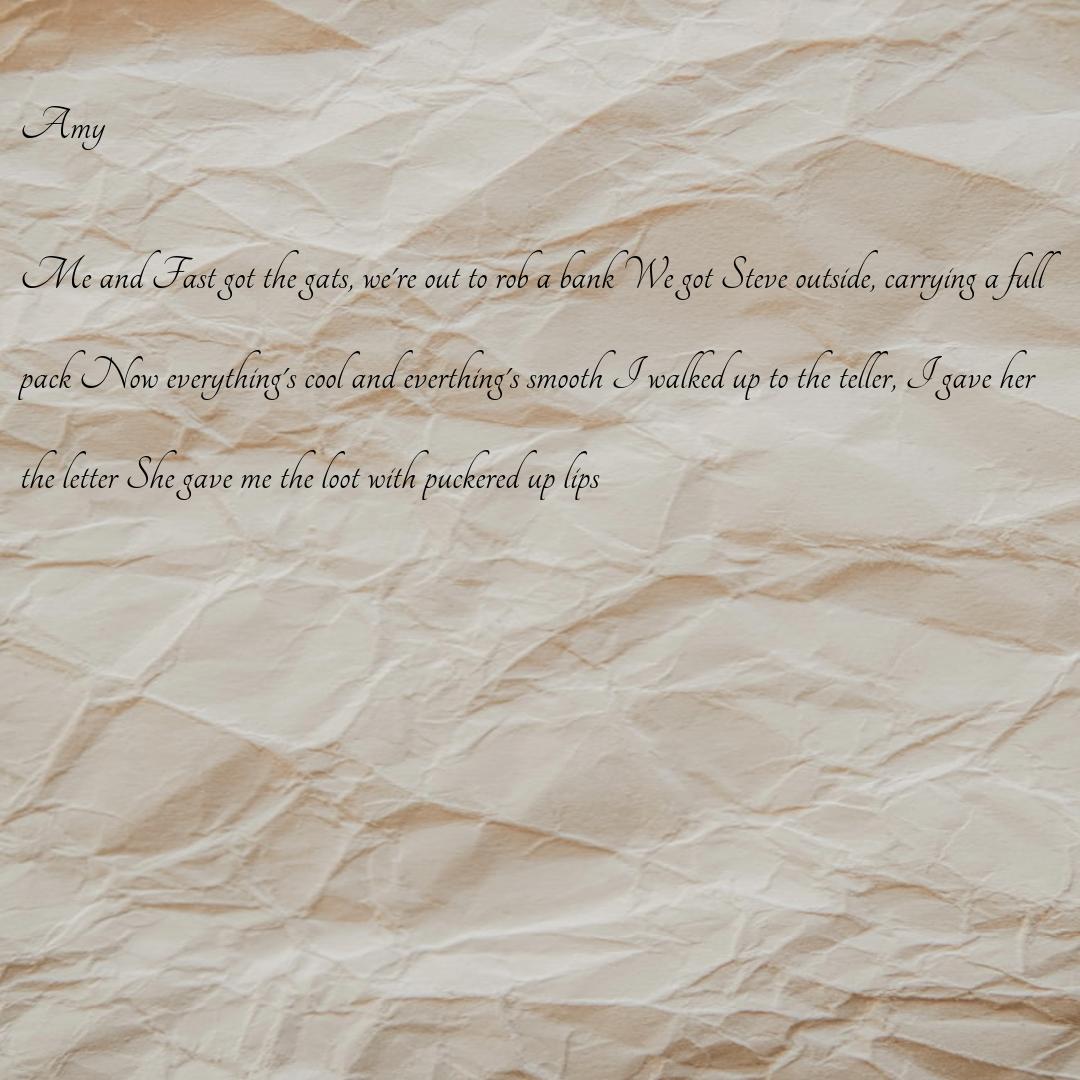 Amy
Me and Fast got the gats, we're out to rob a bank We got Steve outside, carrying a full
pack Now everything's cool and everthing's smooth I walked up to the teller, I gave her
the letter She gave me the loot with puckered up lips